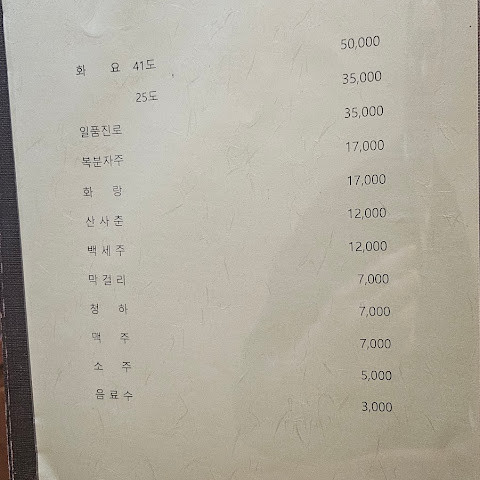 화 요 41도 50,000
25도 35,000
일품진로 35,000
복분자주 17,000
화 랑 17,000
산 사 춘 12,000
백 세 주 12,000
막 걸 리 7,000
청 하 7,000
맥 주 7,000
소 주 5,000
음 료 수 3,000